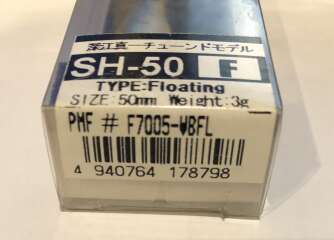 深江真一チューンドモデル
SH-50 F
TYPE:Floating
SIZE:50mm Weight:3g
PMF # F7005-WBFL
4 940764 178798